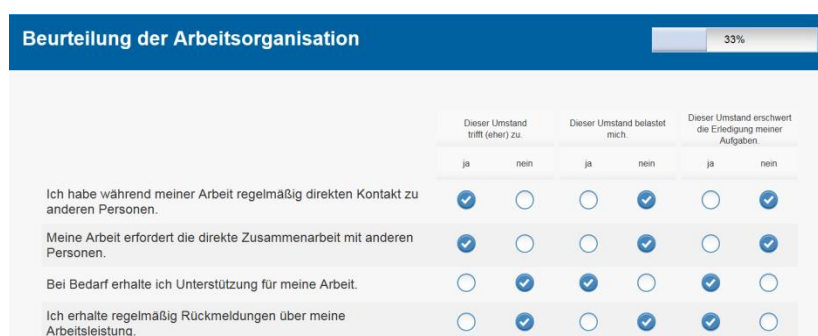 Beurteilung der Arbeitsorganisation
33%
Dieser Umstand
trifft (eher) zu.
Dieser Umstand belastet
mich.
Dieser Umstand erschwert
die Erledigung meiner
Aufgaben.
ja nein ja nein ja nein
Ich habe während meiner Arbeit regelmäßig direkten Kontakt zu
anderen Personen.
Meine Arbeit erfordert die direkte Zusammenarbeit mit anderen
Personen.
Bei Bedarf erhalte ich Unterstützung für meine Arbeit.
Ich erhalte regelmäßig Rückmeldungen über meine
Arbeitsleistung.